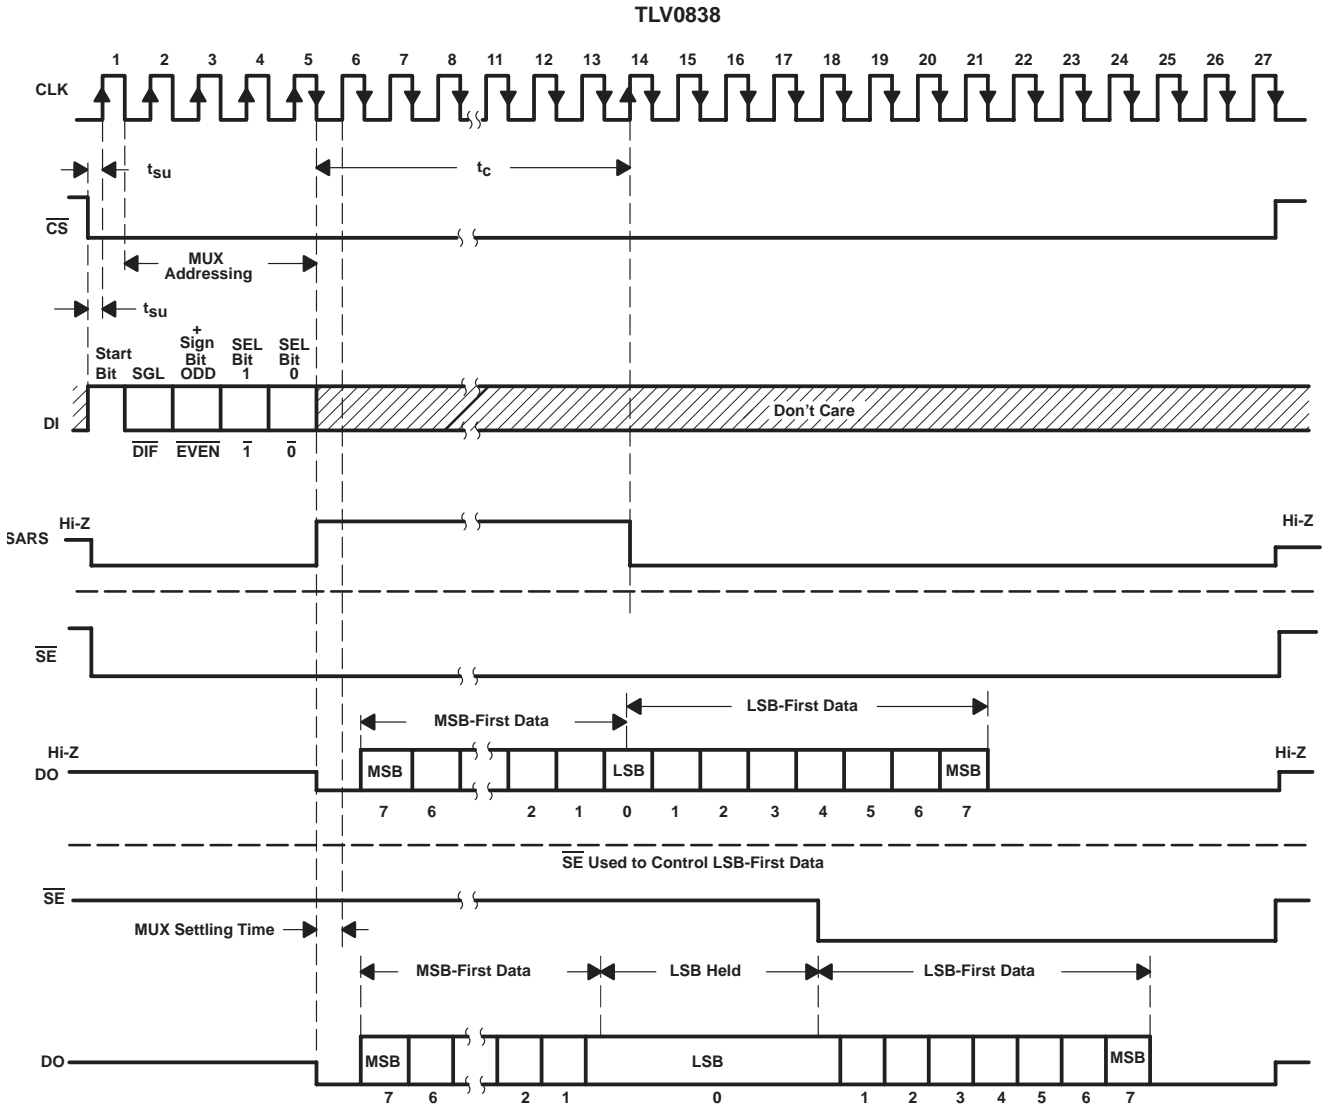 TLV0838
1 2 3 4 5 6 7 8 11 12 13 14 15 16 17 18 19 20 21 22 23 24 25 26 27
CLK
tsu
tc
CS
MUX
Addressing
tsu
Start
Bit
SGL
+
Sign
Bit
ODD
SEL
Bit
1
SEL
Bit
0
DI
Don't Care
DIF EVEN 1 0
Hi-Z
SARS
Hi-Z
SE
MSB-First Data
LSB-First Data
Hi-Z
DO
MSB LSB MSB
Hi-Z
7 6 2 1 0 1 2 3 4 5 6 7
SE Used to Control LSB-First Data
SE
MUX Settling Time
MSB-First Data LSB Held LSB-First Data
DO
MSB LSB MSB
7 6 2 1 0 1 2 3 4 5 6 7